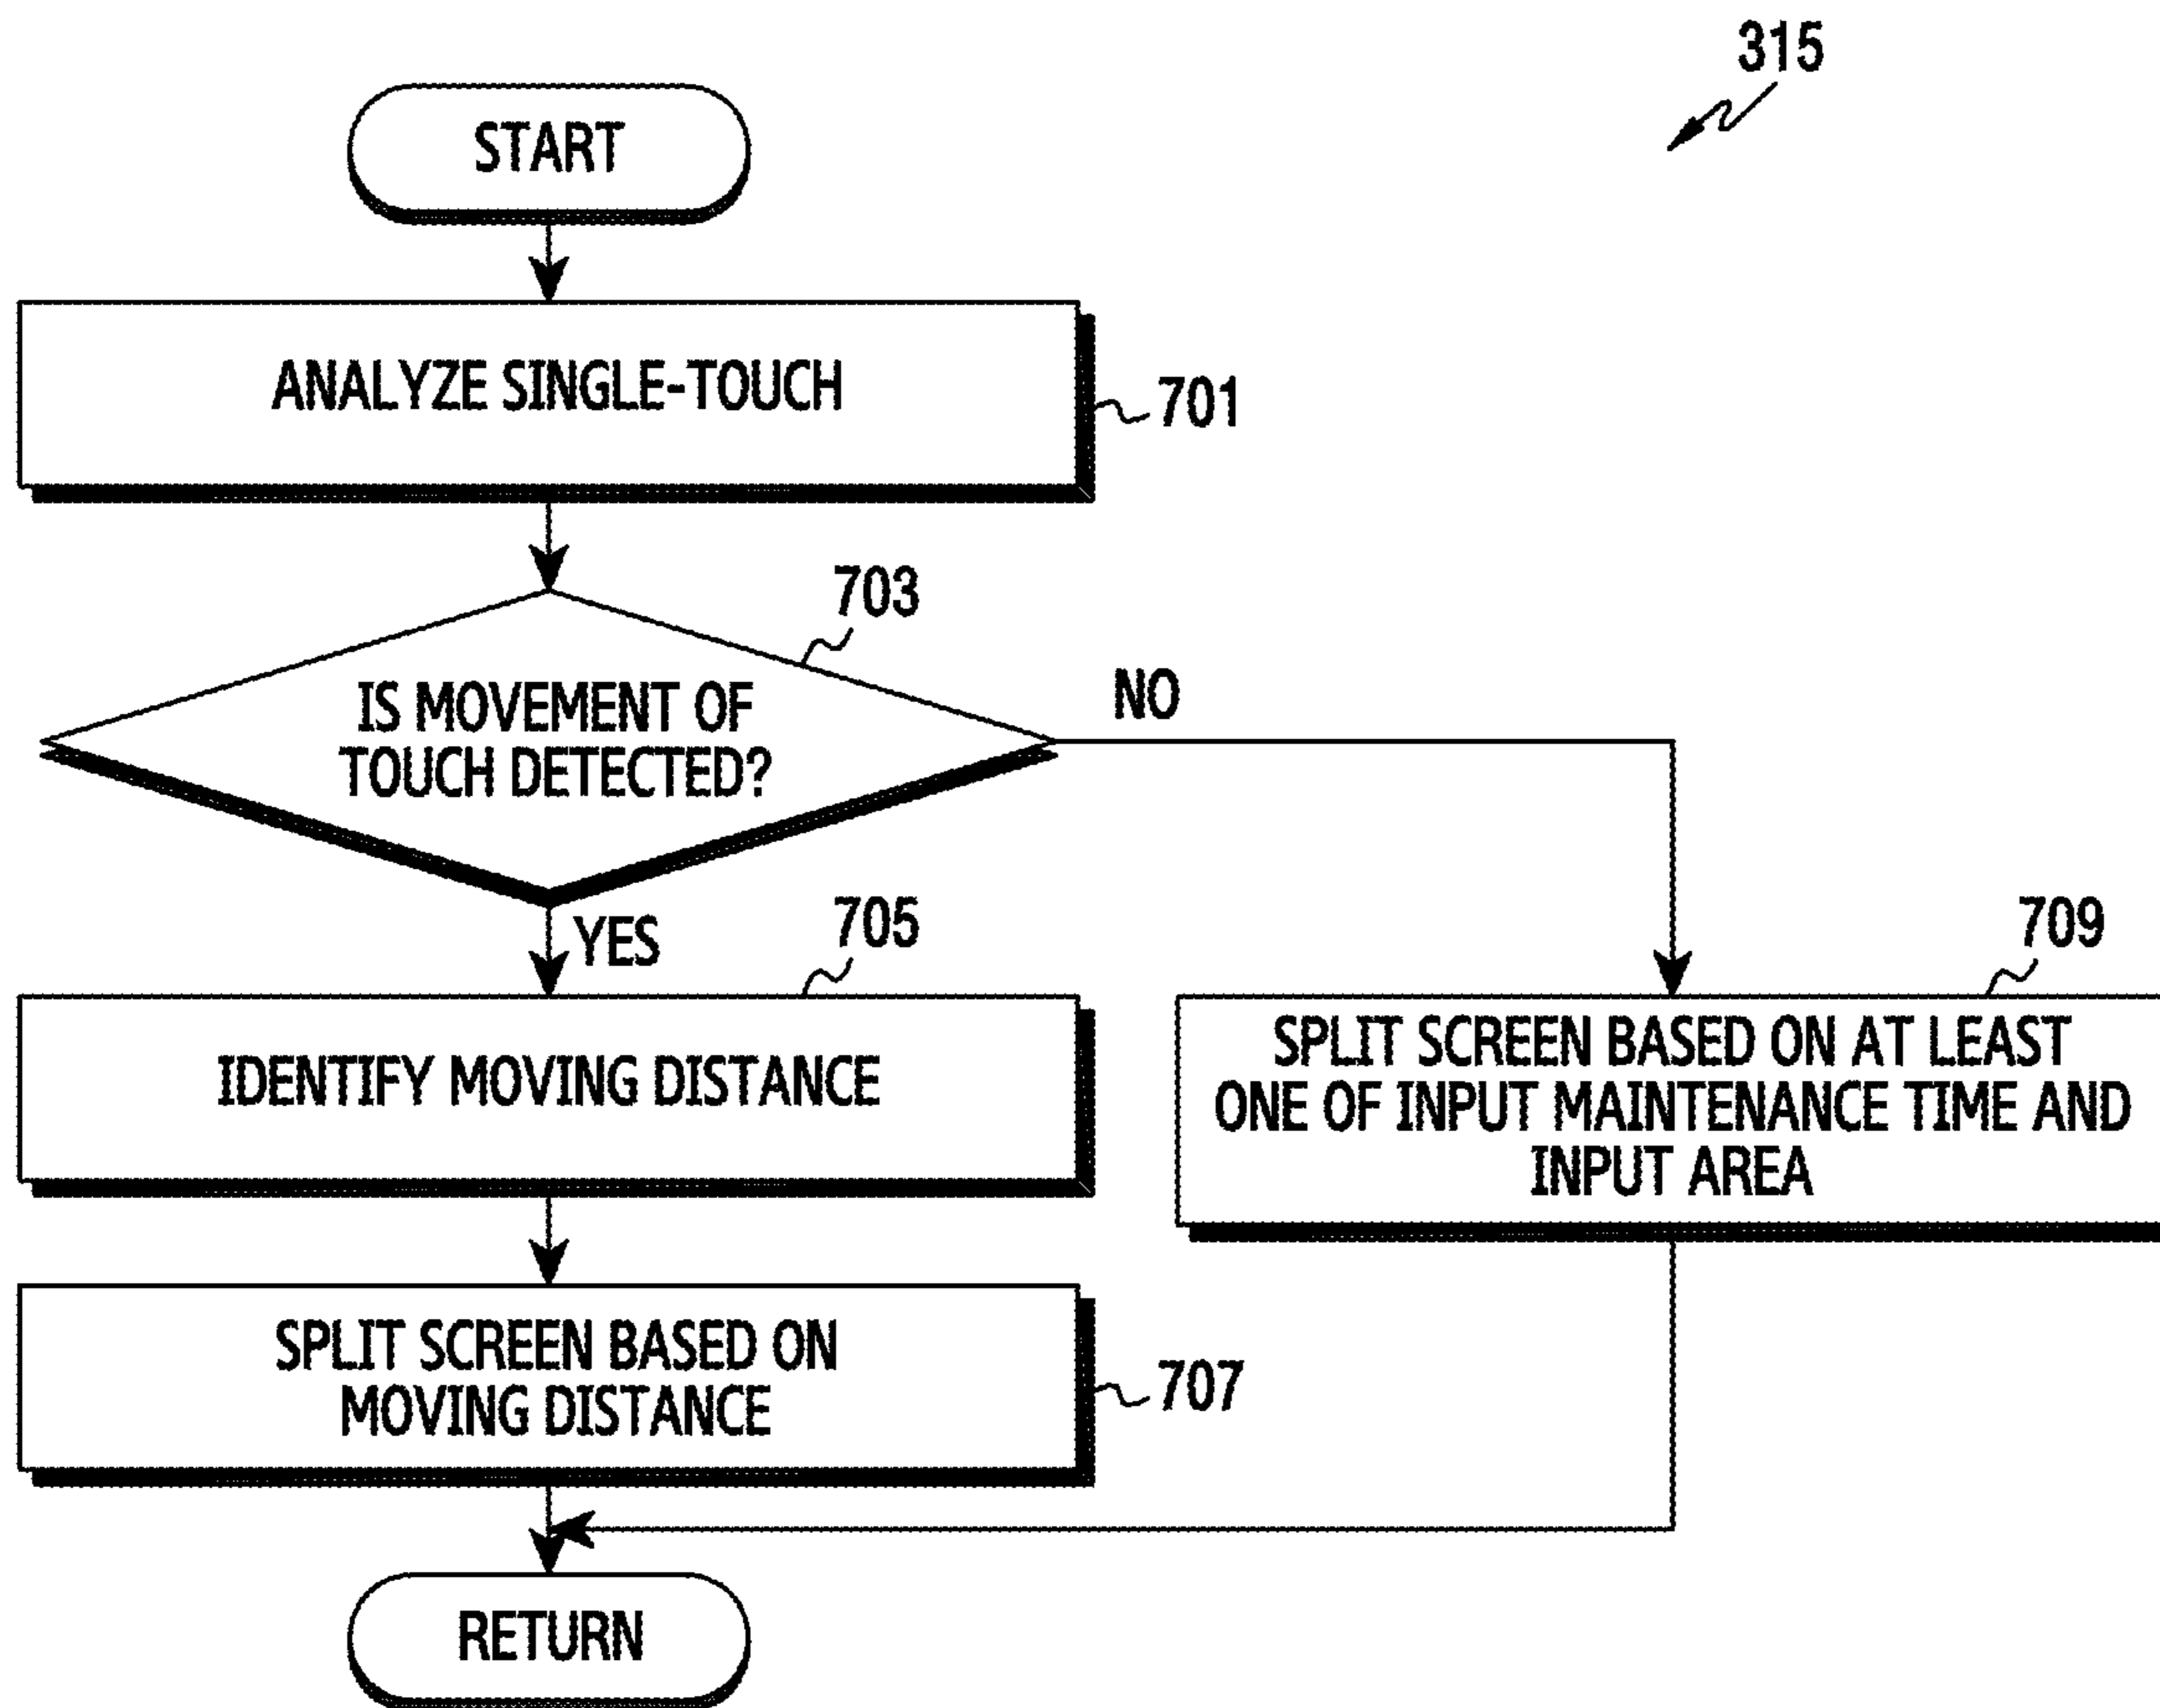 315
START
ANALYZE SINGLE-TOUCH
701
703
IS MOVEMENT OF
TOUCH DETECTED?
NO
YES
705
IDENTIFY MOVING DISTANCE
709
SPLIT SCREEN BASED ON AT LEAST
ONE OF INPUT MAINTENANCE TIME AND
INPUT AREA
SPLIT SCREEN BASED ON
MOVING DISTANCE
707
RETURN